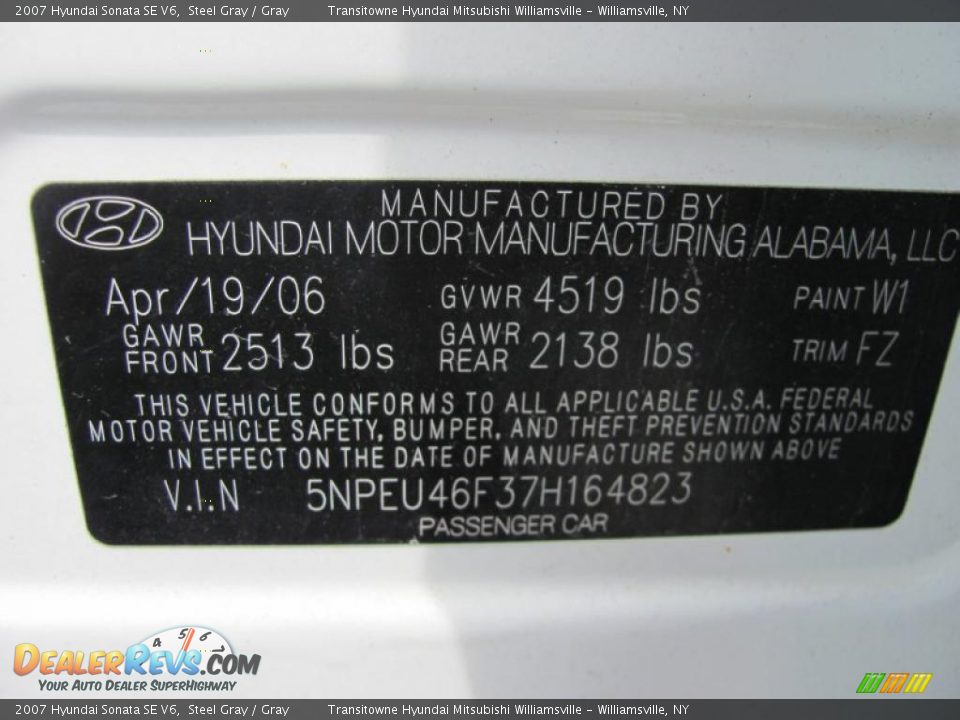 2007 Hyundai Sonata SE V6,  Steel Gray / Gray  Transitowne Hyundai Mitsubishi Williamsville - Williamsville, NY
MANUFACTURED BY
HYUNDAI MOTOR MANUFACTURING ALABAMA, LLC
Apr/19/06 GVWR 4519 lbs PAINT W1
GAWR FRONT 2513 lbs GAWR REAR 2138 lbs TRIM FZ
THIS VEHICLE CONFORMS TO ALL APPLICABLE U.S.A. FEDERAL
MOTOR VEHICLE SAFETY, BUMPER, AND THEFT PREVENTION STANDARDS
IN EFFECT ON THE DATE OF MANUFACTURE SHOWN ABOVE
V.I.N 5NPEU46F37H164823
PASSENGER CAR
4 5 6
DEALERREVS.COM
YOUR AUTO DEALER SUPERHIGHWAY
2007 Hyundai Sonata SE V6,  Steel Gray / Gray  Transitowne Hyundai Mitsubishi Williamsville - Williamsville, NY